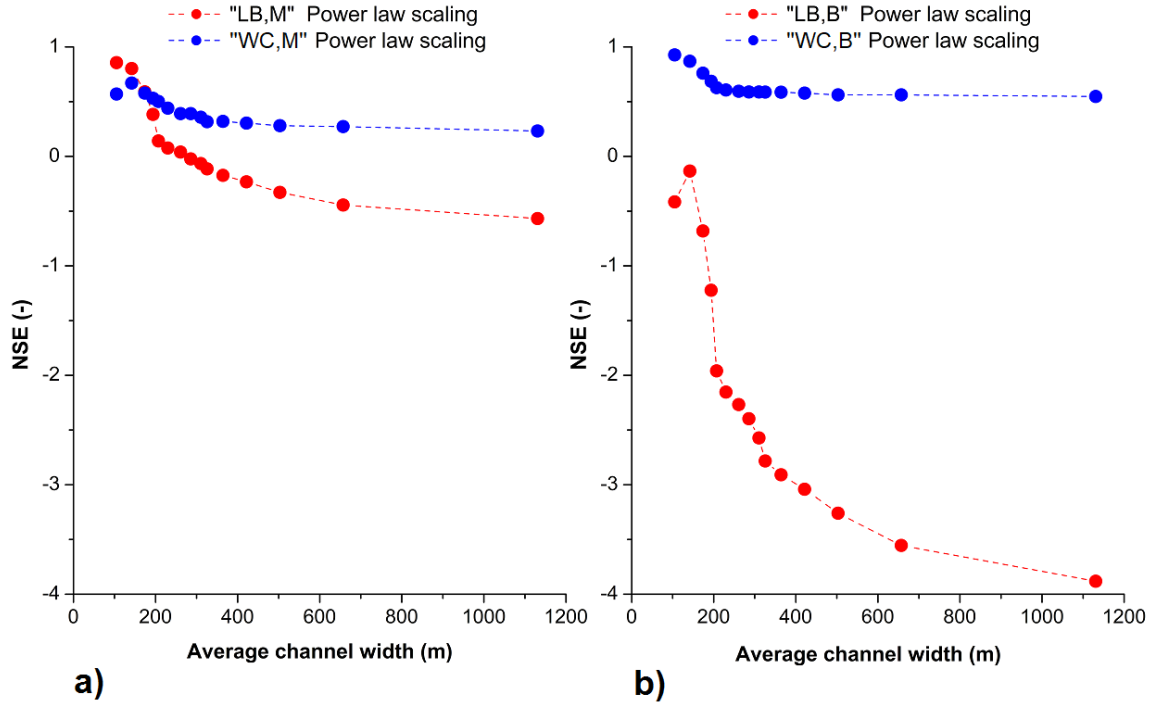 "LB,M" Power law scaling
"WC,M" Power law scaling
1
0
-1
-2
-3
-4
NSE (-)
0 200 400 600 800 1000 1200
Average channel width (m)
a)
"LB,B" Power law scaling
"WC,B" Power law scaling
1
0
-1
-2
-3
-4
NSE (-)
0 200 400 600 800 1000 1200
Average channel width (m)
b)